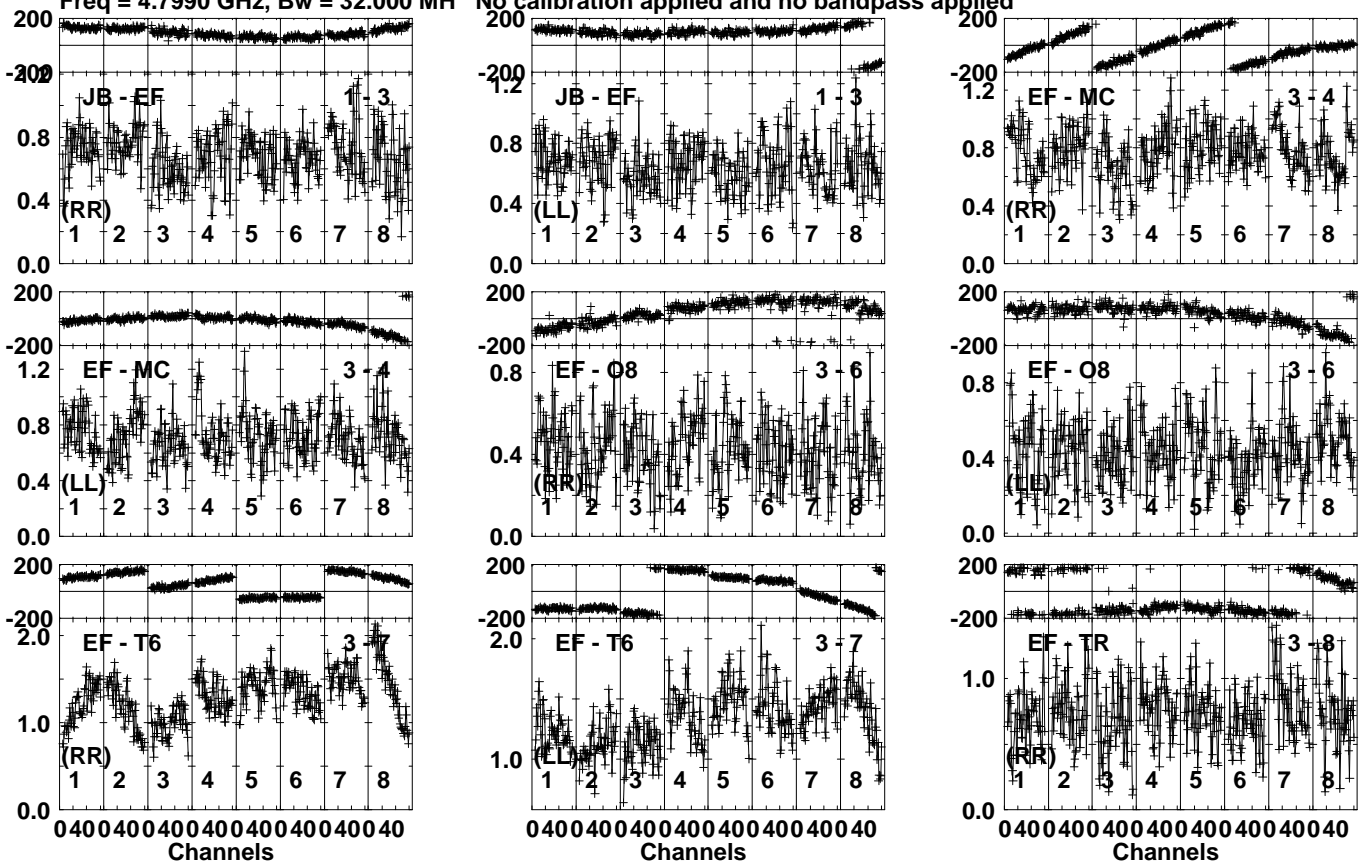 Freq = 4.7990 GHz, Bw = 32.000 MH   No calibration applied and no bandpass applied
200 200 200
-200 -200 -200
1.2 1.2 1.2
JB - EF 1 - 3 JB - EF 1 - 3 EF - MC 3 - 4
0.8 0.8 0.8
0.4 0.4 0.4
(RR) (LL) (RR)
1 2 3 4 5 6 7 8 1 2 3 4 5 6 7 8 1 2 3 4 5 6 7 8
0.0 0.0 0.0
200 200 200
-200 -200 -200
1.2
EF - MC 3 - 4 0.8 EF - O8 3 - 6 EF - O8 3 - 6
0.8 0.8
0.4 0.4 0.4
(LL) (RR) (LL)
1 2 3 4 5 6 7 8 1 2 3 4 5 6 7 8 1 2 3 4 5 6 7 8
0.0 0.0 0.0
200 200 200
-200 -200 -200
2.0 EF - T6 3 - 7 2.0 EF - T6 3 - 7 EF - TR 3 - 8
1.0 1.0 1.0
(RR) (LL) (RR)
1 2 3 4 5 6 7 8 1 2 3 4 5 6 7 8 1 2 3 4 5 6 7 8
0.0 0.0
0 40 0 40 0 40 0 40 0 40 0 40 0 40 0 40 0 40 0 40 0 40 0 40 0 40 0 40 0 40 0 40 0 40 0 40 0 40 0 40 0 40 0 40 0 40 0 40
Channels Channels Channels